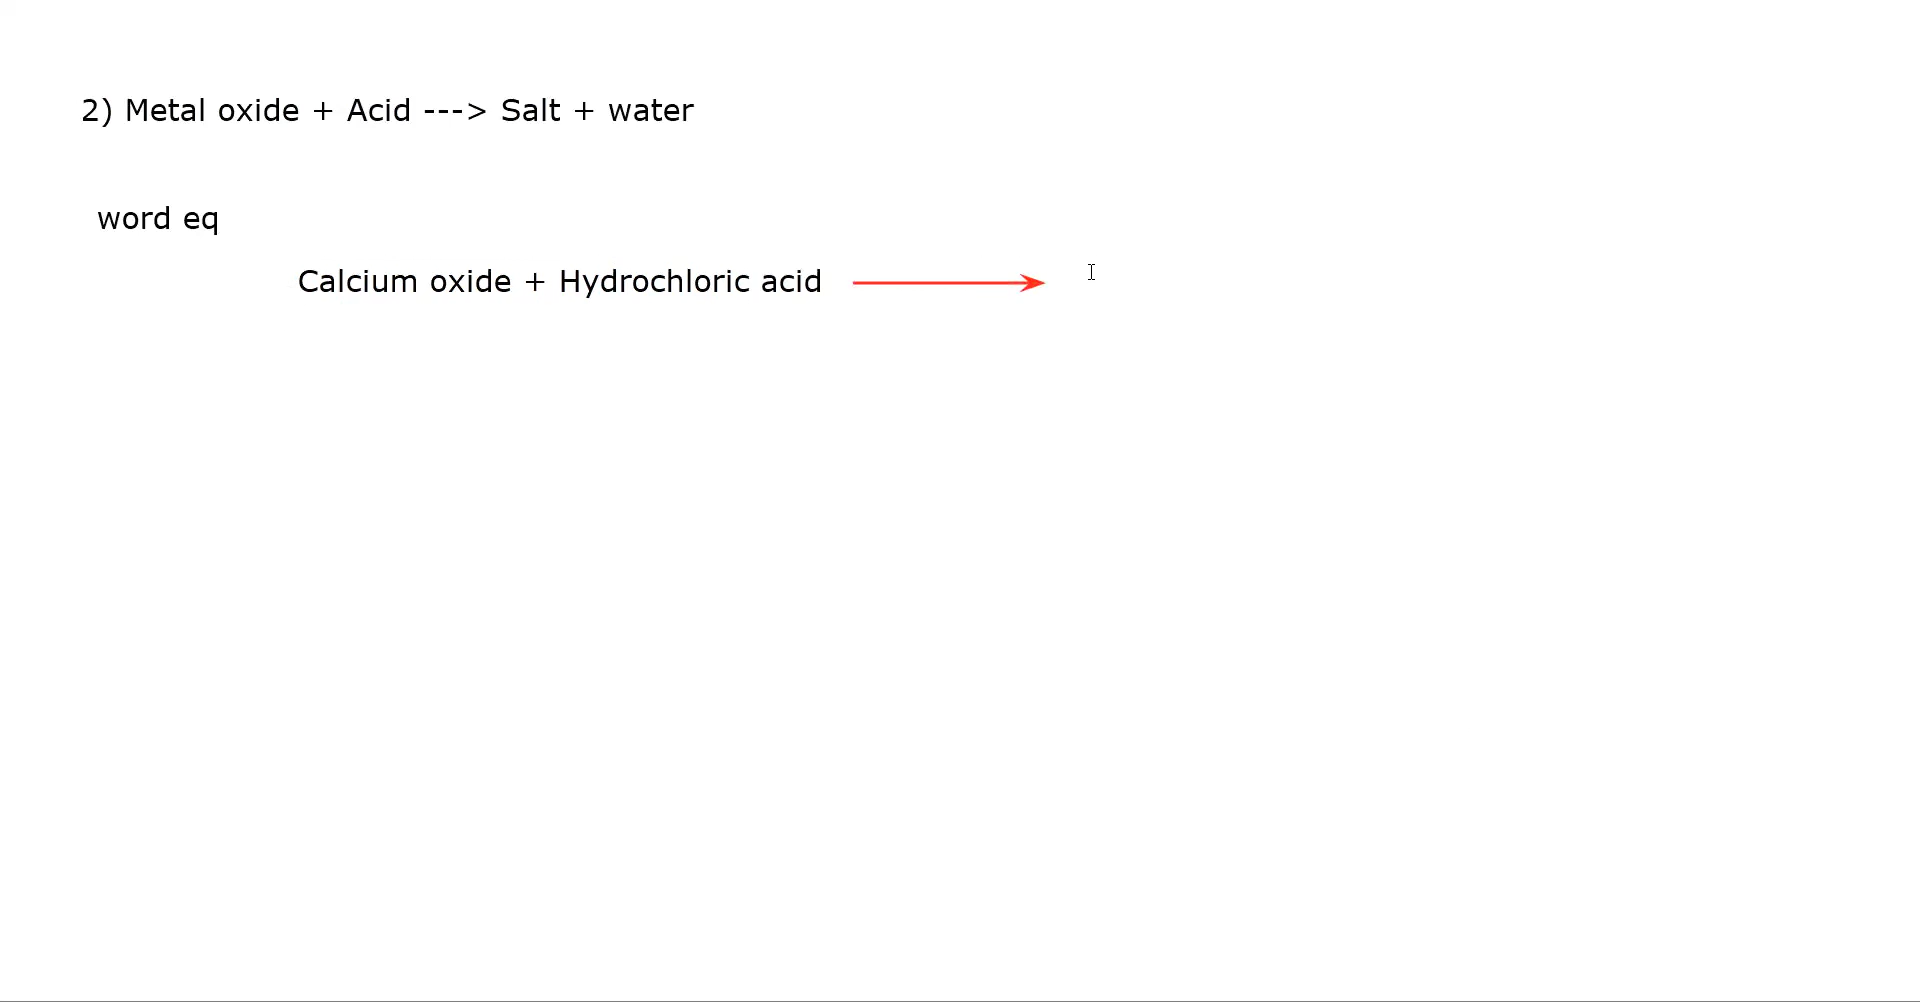 2) Metal oxide + Acid ---> Salt + water
word eq
Calcium oxide + Hydrochloric acid